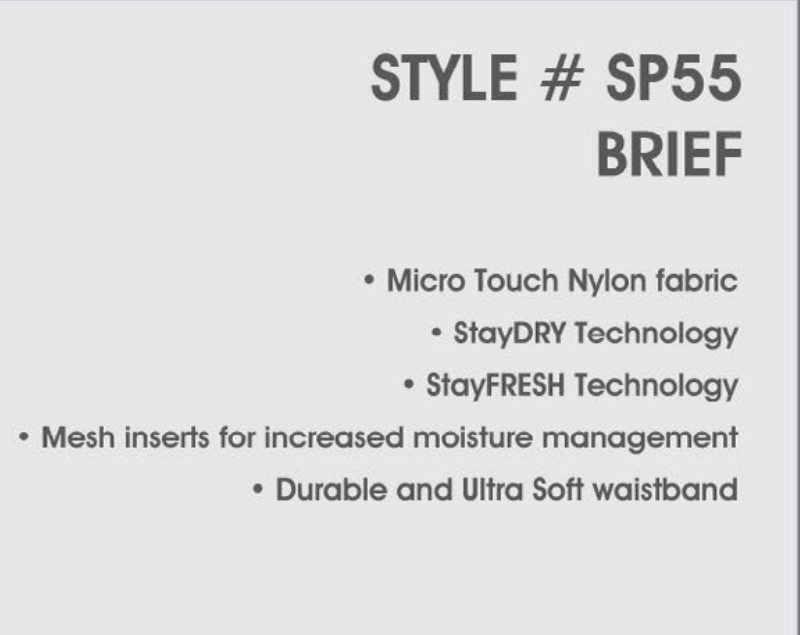 STYLE # SP55
BRIEF
• Micro Touch Nylon fabric
• StayDRY Technology
• StayFRESH Technology
• Mesh inserts for increased moisture management
• Durable and Ultra Soft waistband